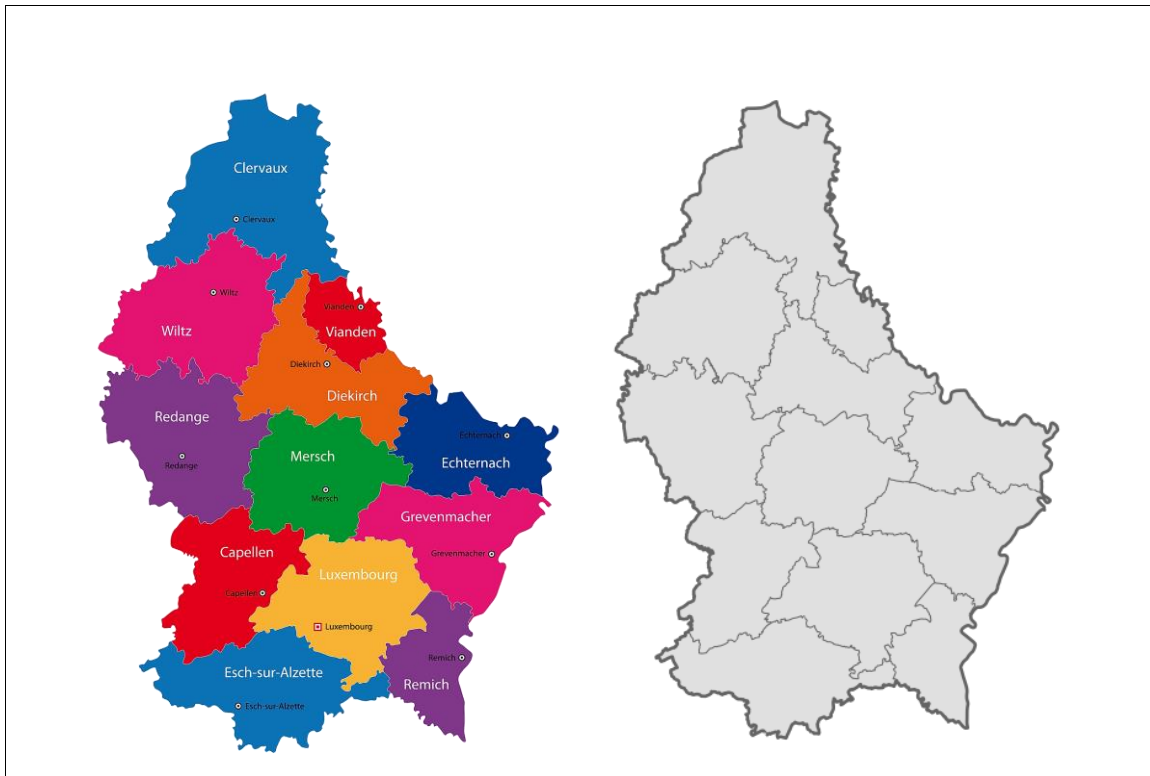 Clervaux
Clervaux
Wiltz
Vianden
Wiltz
Vianden
Diekirch
Diekirch
Redange
Echternach
Mersch
Echternach
Redange
Mersch
Grevenmacher
Capellen
Grevenmacher
Luxembourg
Capellen
Luxembourg
Remich
Esch-sur-Alzette
Remich
Esch-sur-Alzette